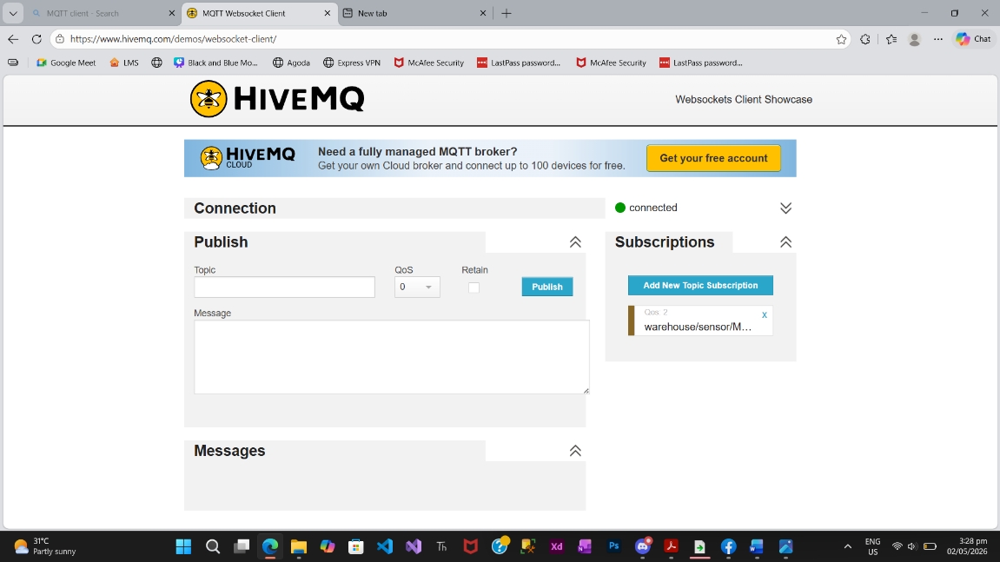 MQTT client - Search
MQTT Websocket Client
New tab
https://www.hivemq.com/demos/websocket-client/
Chat
Google Meet
LMS
Black and Blue Mo...
Agoda
Express VPN
McAfee Security
LastPass password...
McAfee Security
LastPass password...
HIVEMQ
Websockets Client Showcase
HIVEMQ
CLOUD
Need a fully managed MQTT broker?
Get your own Cloud broker and connect up to 100 devices for free.
Get your free account
Connection
connected
Publish
Subscriptions
Topic
QoS
Retain
0
Publish
Add New Topic Subscription
Message
Qos: 2
x
warehouse/sensor/M...
Messages
31°C
Partly sunny
Th
Xd
N
Ps
W
ENG
US
3:28 pm
02/05/2026